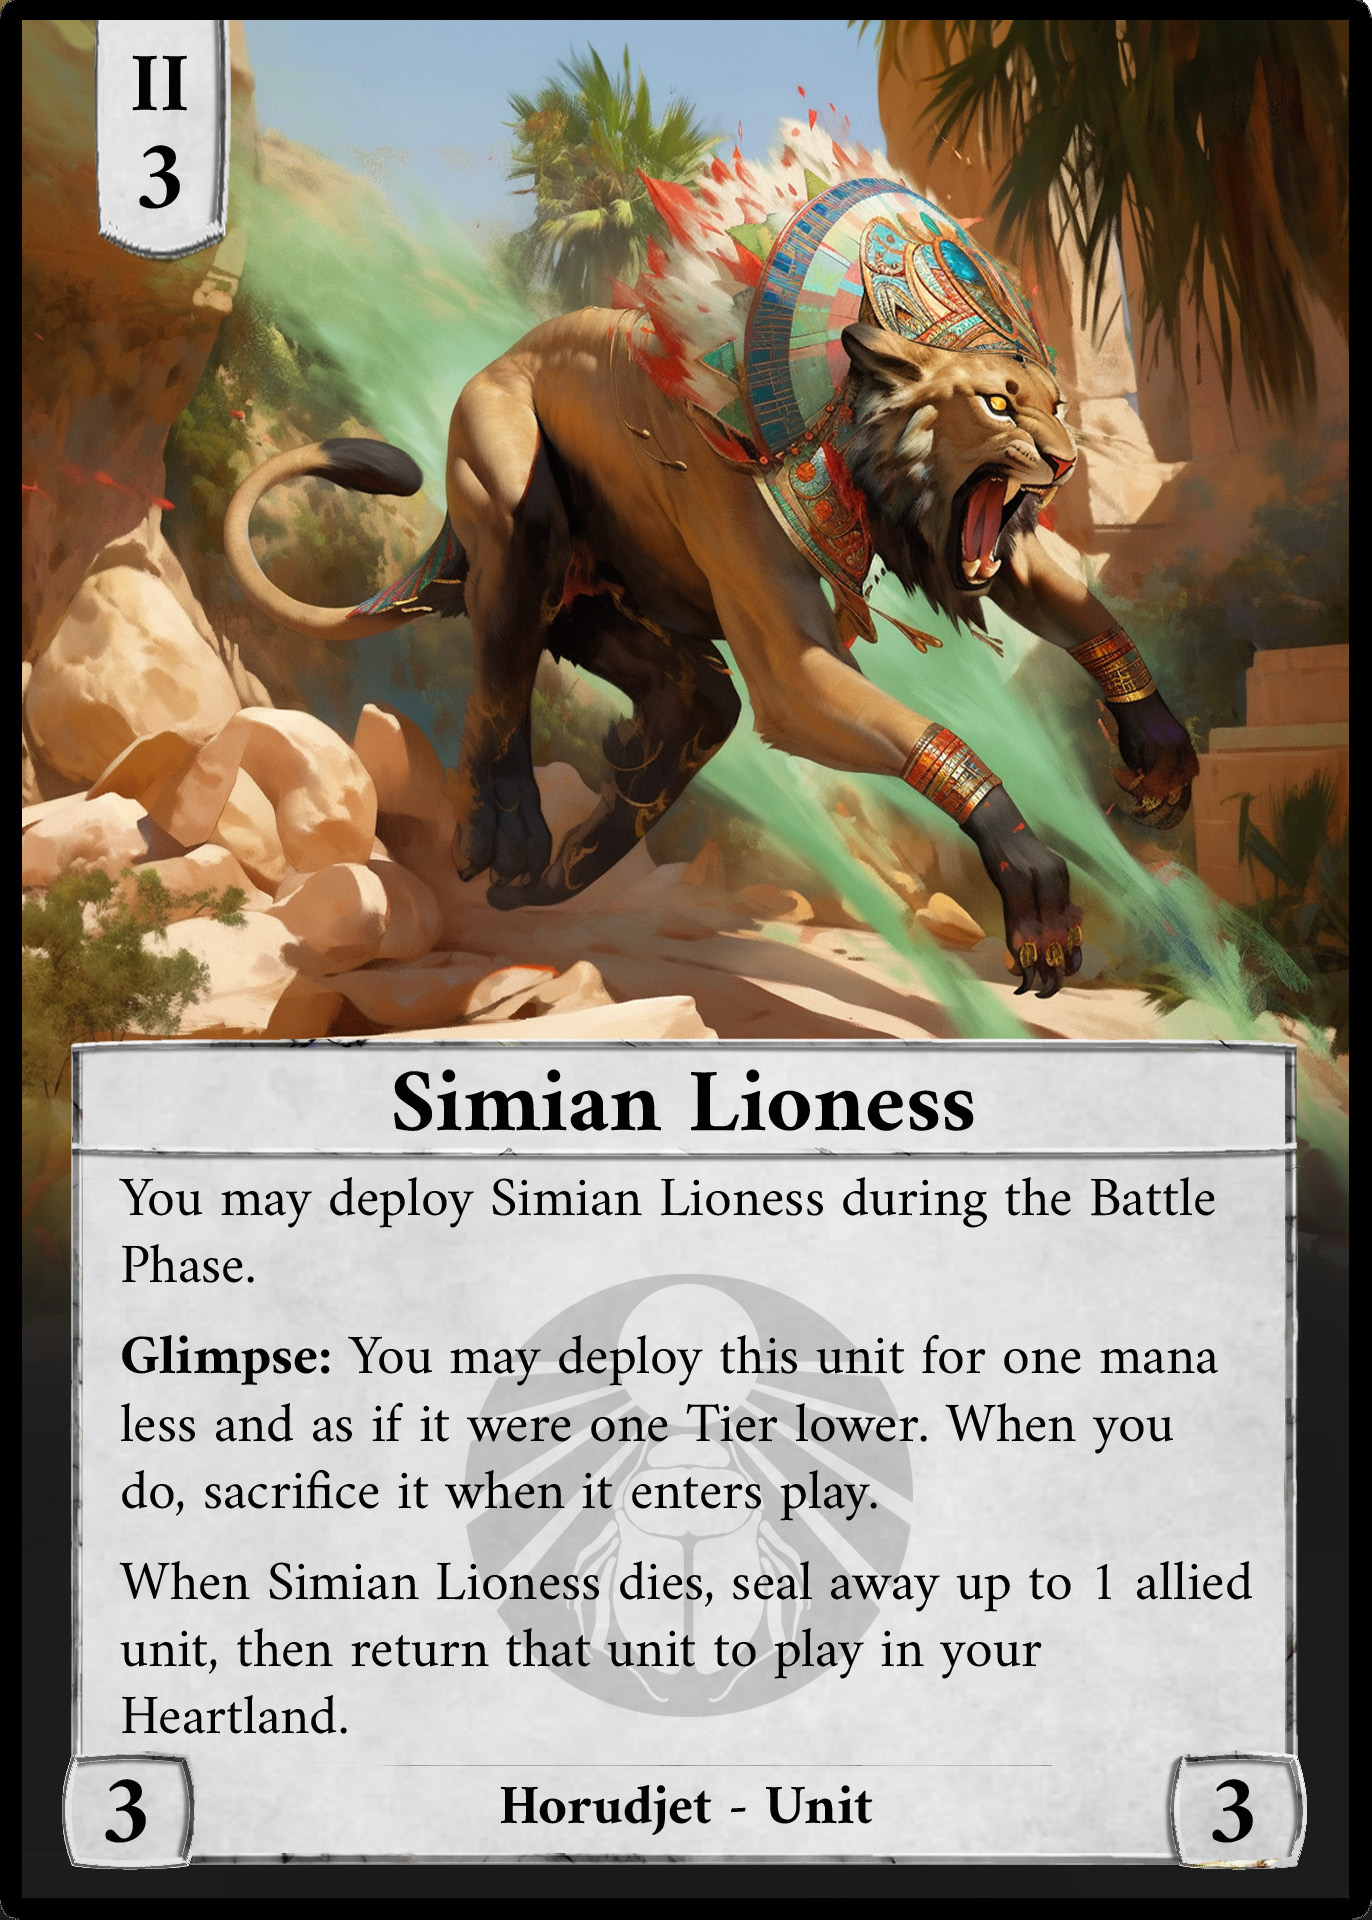 II
3
Simian Lioness
You may deploy Simian Lioness during the Battle
Phase.
Glimpse: You may deploy this unit for one mana
less and as if it were one Tier lower. When you
do, sacrifice it when it enters play.
When Simian Lioness dies, seal away up to 1 allied
unit, then return that unit to play in your
Heartland.
3
Horudjet - Unit
3